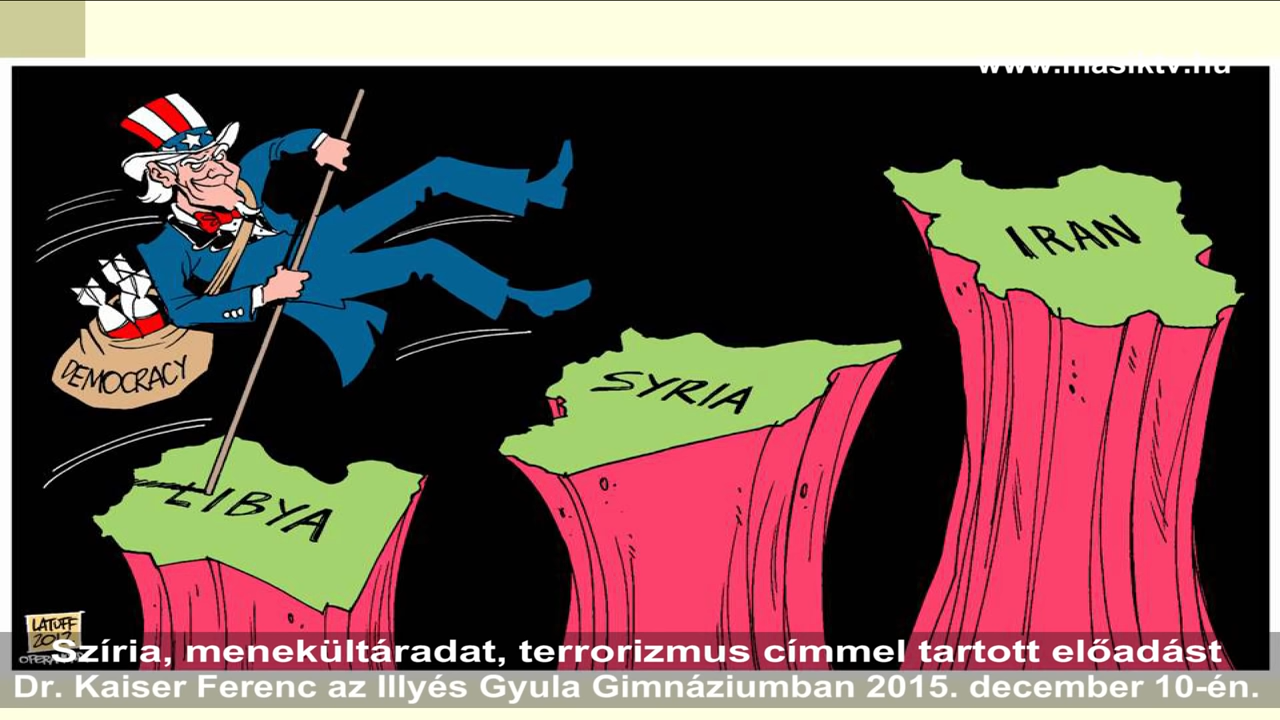 www.masiktv.hu
DEMOCRACY
LIBYA
SYRIA
IRAN
LATUFF
2012
Szíria, menekültáradat, terrorizmus címmel tartott előadást
Dr. Kaiser Ferenc az Illyés Gyula Gimnáziumban 2015. december 10-én.